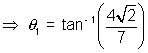 ⇒ θ₁ = tan⁻¹(4√2/7)